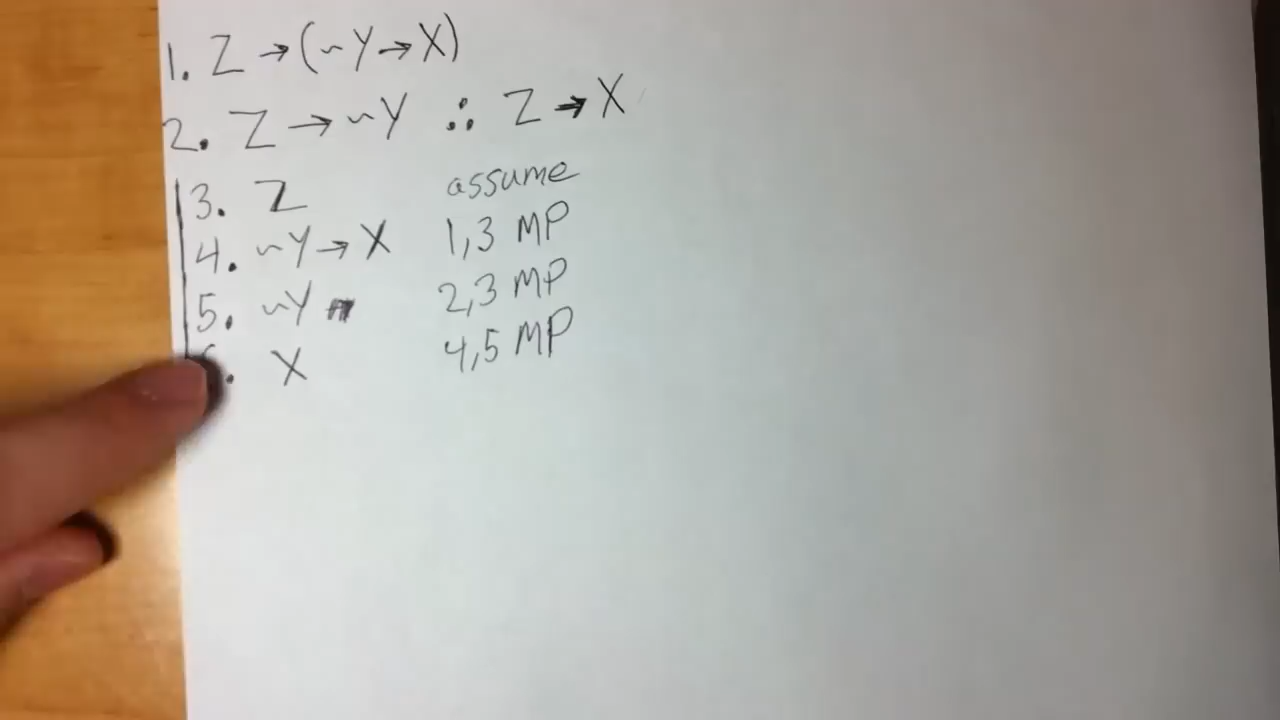 1. Z → (~Y → X)
2. Z → ~Y ∴ Z → X
3. Z assume
4. ~Y → X 1,3 MP
5. ~Y 2,3 MP
X 4,5 MP